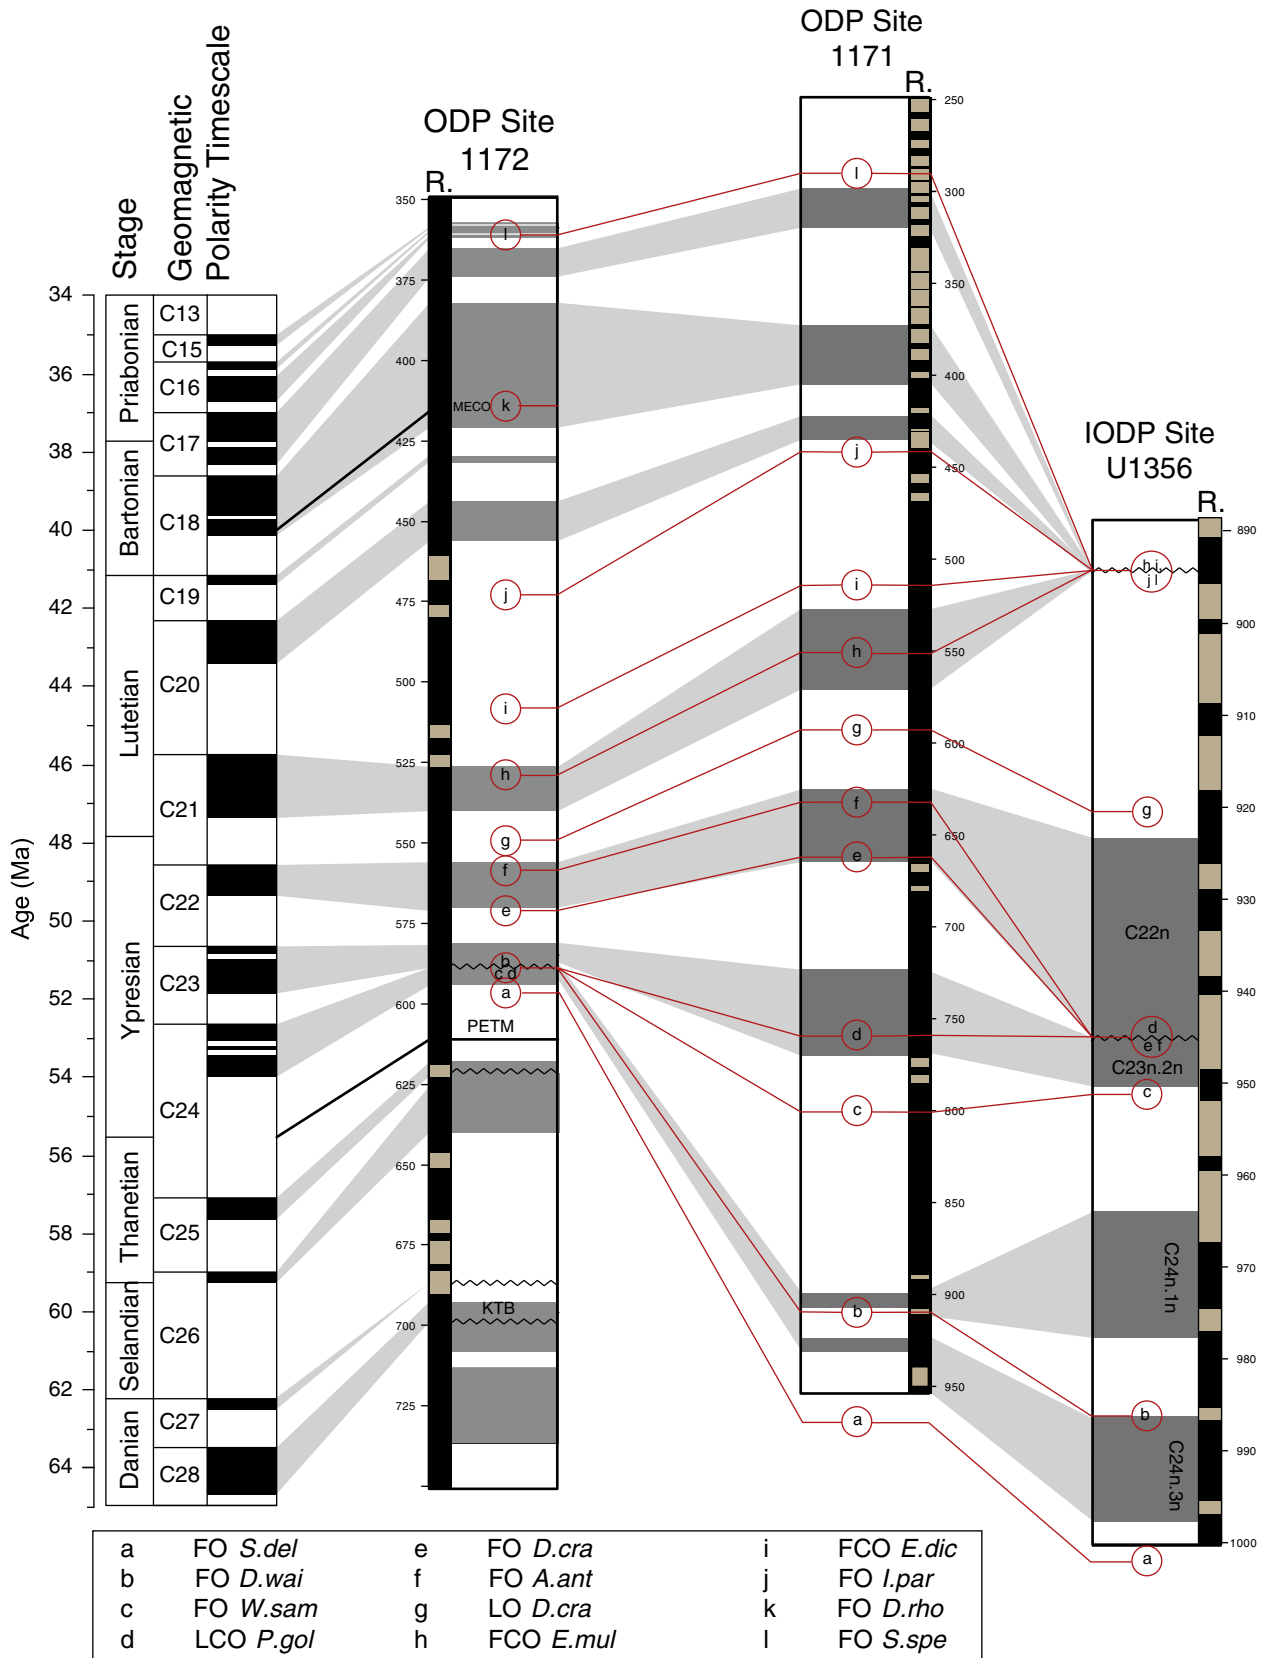 ODP Site
1171
R.
ODP Site
1172
R.
IODP Site
U1356
R.
Stage
Geomagnetic
Polarity Timescale
Age (Ma)
34
36
38
40
42
44
46
48
50
52
54
56
58
60
62
64
Priabonian
Bartonian
Lutetian
Ypresian
Thanetian
Selandian
Danian
C13
C15
C16
C17
C18
C19
C20
C21
C22
C23
C24
C25
C26
C27
C28
350
375
400
425
450
475
500
525
550
575
600
625
650
675
700
725
l
MECO k
j
i
h
g
f
e
b
c d
a
PETM
KTB
250
300
350
400
450
500
550
600
650
700
750
800
850
900
950
l
j
i
h
g
f
e
d
c
b
a
890
900
910
920
930
940
950
960
970
980
990
1000
h i
j l
g
C22n
d
e f
C23n.2n
c
C24n.1n
b
C24n.3n
a
a FO S.del e FO D.cra i FCO E.dic
b FO D.wai f FO A.ant j FO I.par
c FO W.sam g LO D.cra k FO D.rho
d LCO P.gol h FCO E.mul l FO S.spe